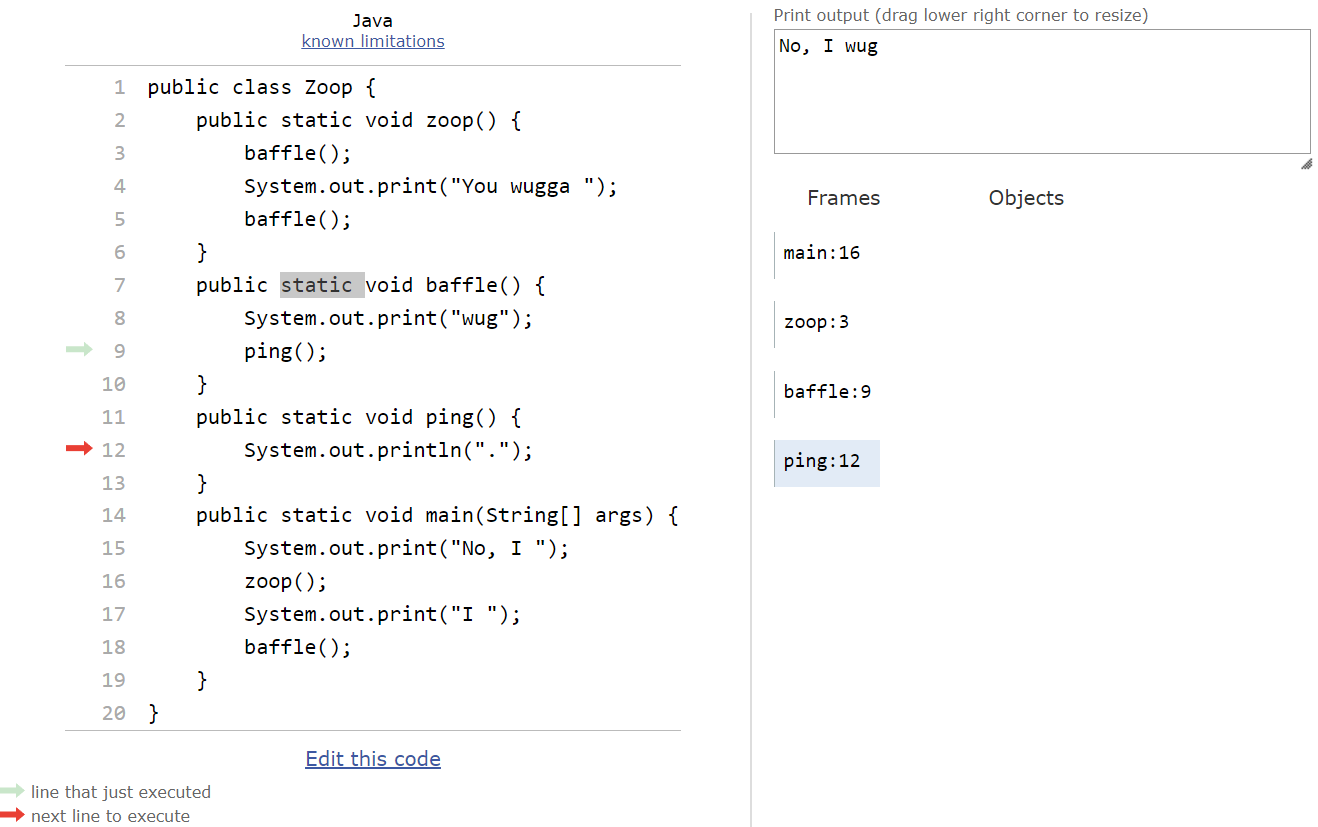 Java
known limitations
1 public class Zoop {
2     public static void zoop() {
3         baffle();
4         System.out.print("You wugga ");
5         baffle();
6     }
7     public static void baffle() {
8         System.out.print("wug");
9         ping();
10     }
11     public static void ping() {
12         System.out.println(".");
13     }
14     public static void main(String[] args) {
15         System.out.print("No, I ");
16         zoop();
17         System.out.print("I ");
18         baffle();
19     }
20 }
Edit this code
line that just executed
next line to execute
Print output (drag lower right corner to resize)
No, I wug
Frames Objects
main:16
zoop:3
baffle:9
ping:12